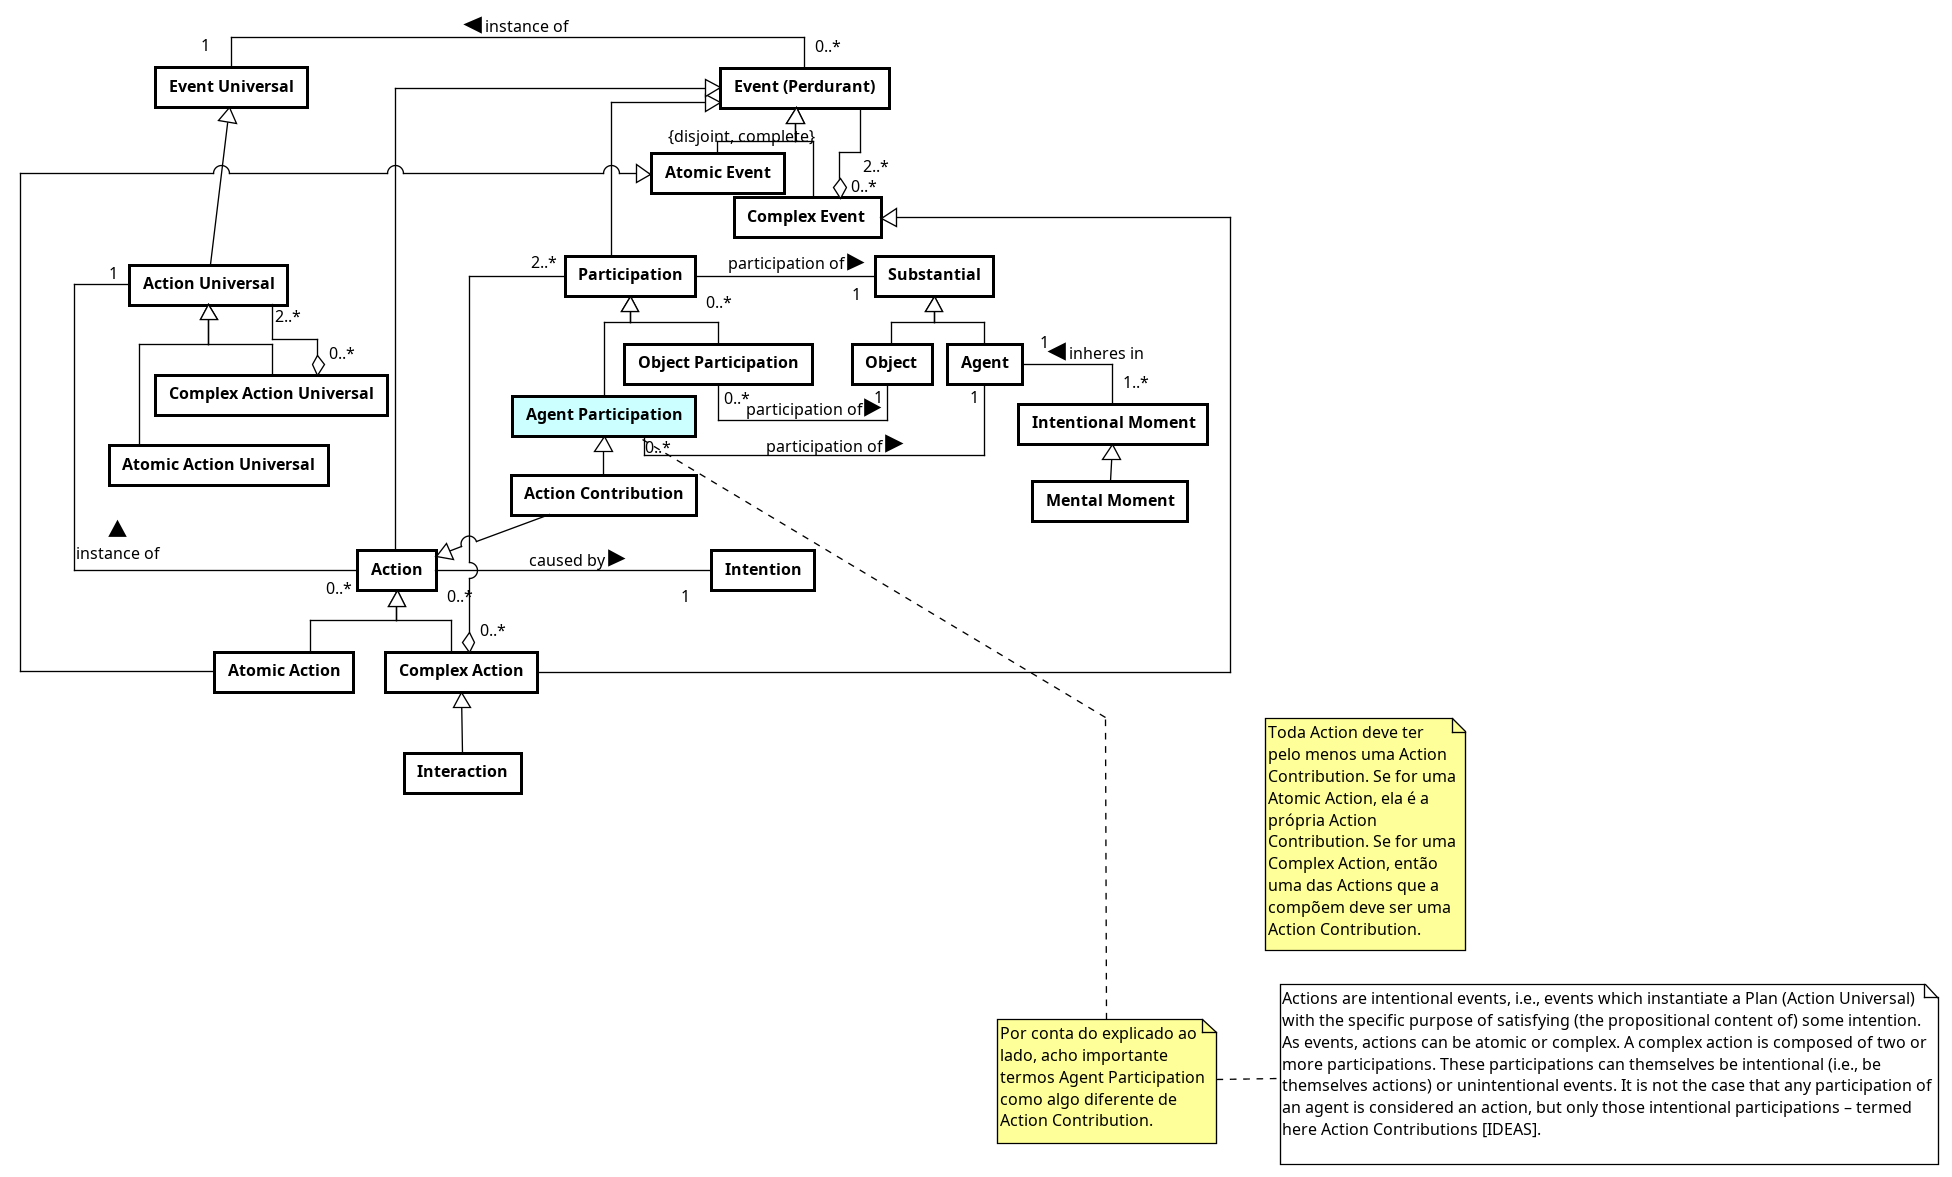 ◀ instance of
1
0..*
Event Universal
Event (Perdurant)
{disjoint, complete}
Atomic Event
2..*
0..*
Complex Event
2..*
Participation
participation of ▶
Substantial
1
Action Universal
0..*
1
2..*
0..*
1
◀ inheres in
Object Participation
Object
Agent
1..*
Complex Action Universal
0..*
participation of ▶
1
1
Agent Participation
Intentional Moment
0..*
participation of ▶
Atomic Action Universal
Action Contribution
Mental Moment
▲
instance of
caused by ▶
Action
Intention
0..*
0..*
1
0..*
Atomic Action
Complex Action
Interaction
Toda Action deve ter
pelo menos uma Action
Contribution. Se for uma
Atomic Action, ela é a
própria Action
Contribution. Se for uma
Complex Action, então
uma das Actions que a
compõem deve ser uma
Action Contribution.
Por conta do explicado ao
lado, acho importante
termos Agent Participation
como algo diferente de
Action Contribution.
Actions are intentional events, i.e., events which instantiate a Plan (Action Universal)
with the specific purpose of satisfying (the propositional content of) some intention.
As events, actions can be atomic or complex. A complex action is composed of two or
more participations. These participations can themselves be intentional (i.e., be
themselves actions) or unintentional events. It is not the case that any participation of
an agent is considered an action, but only those intentional participations – termed
here Action Contributions [IDEAS].